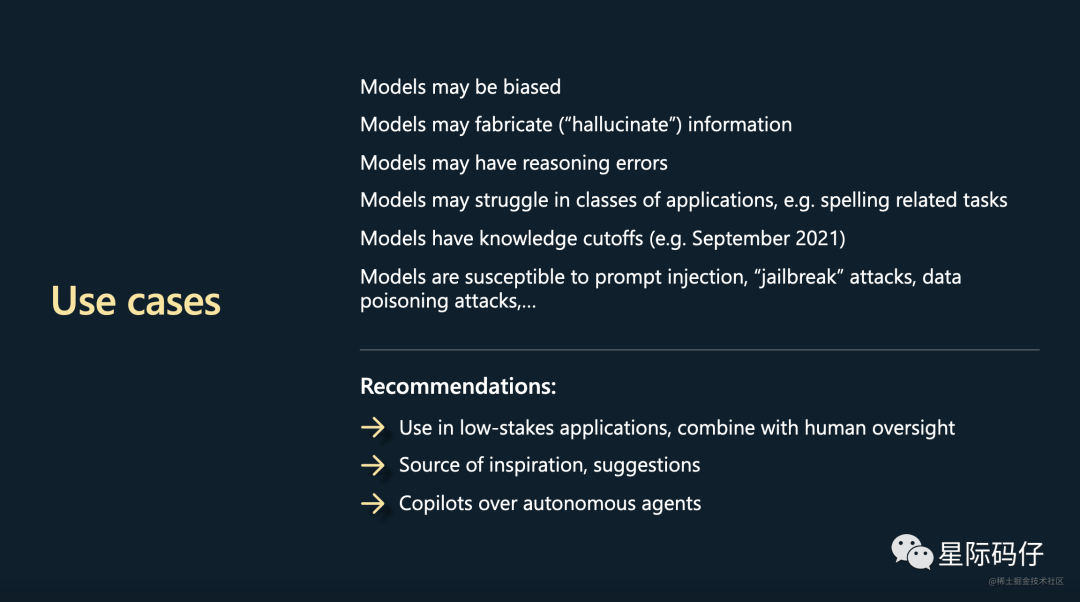 Models may be biased
Models may fabricate (“hallucinate”) information
Models may have reasoning errors
Models may struggle in classes of applications, e.g. spelling related tasks
Models have knowledge cutoffs (e.g. September 2021)
Models are susceptible to prompt injection, “jailbreak” attacks, data
poisoning attacks,...
Use cases
Recommendations:
→ Use in low-stakes applications, combine with human oversight
→ Source of inspiration, suggestions
→ Copilots over autonomous agents
星际码仔
@稀土掘金技术社区